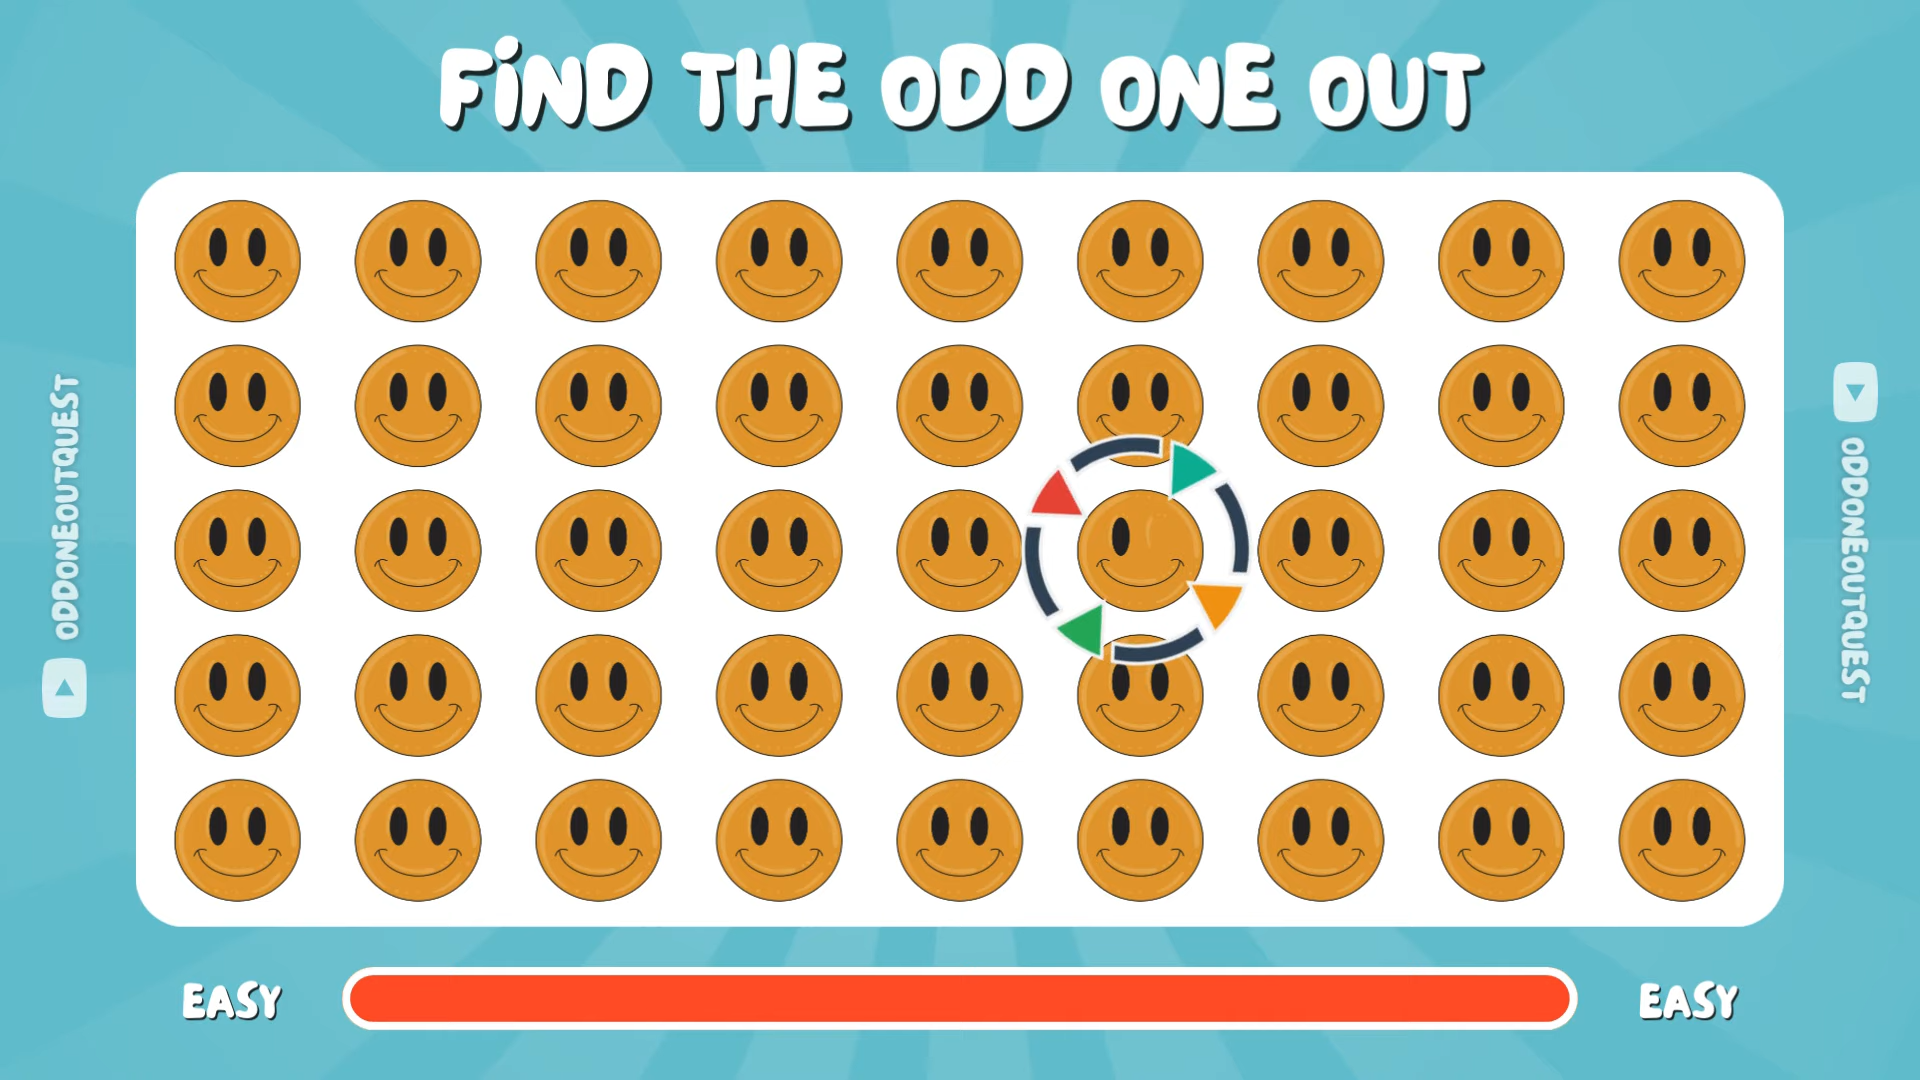 FiND THE ODD ONE OUT
ODDONEOUTQUEST
ODDONEOUTQUEST
EASY
EASY